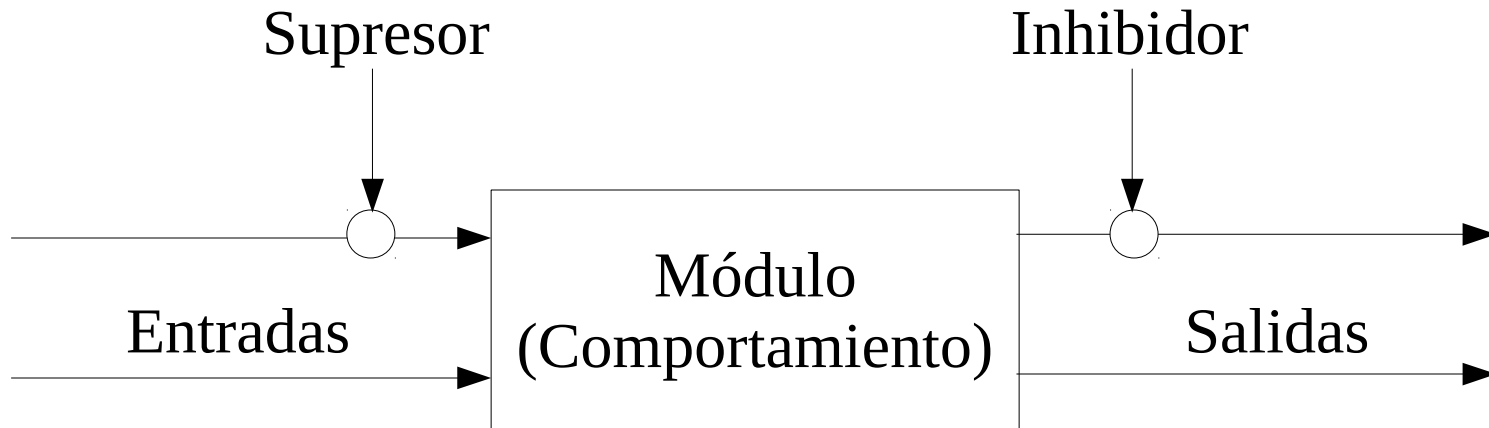 Supresor
Inhibidor
Módulo
(Comportamiento)
Entradas
Salidas